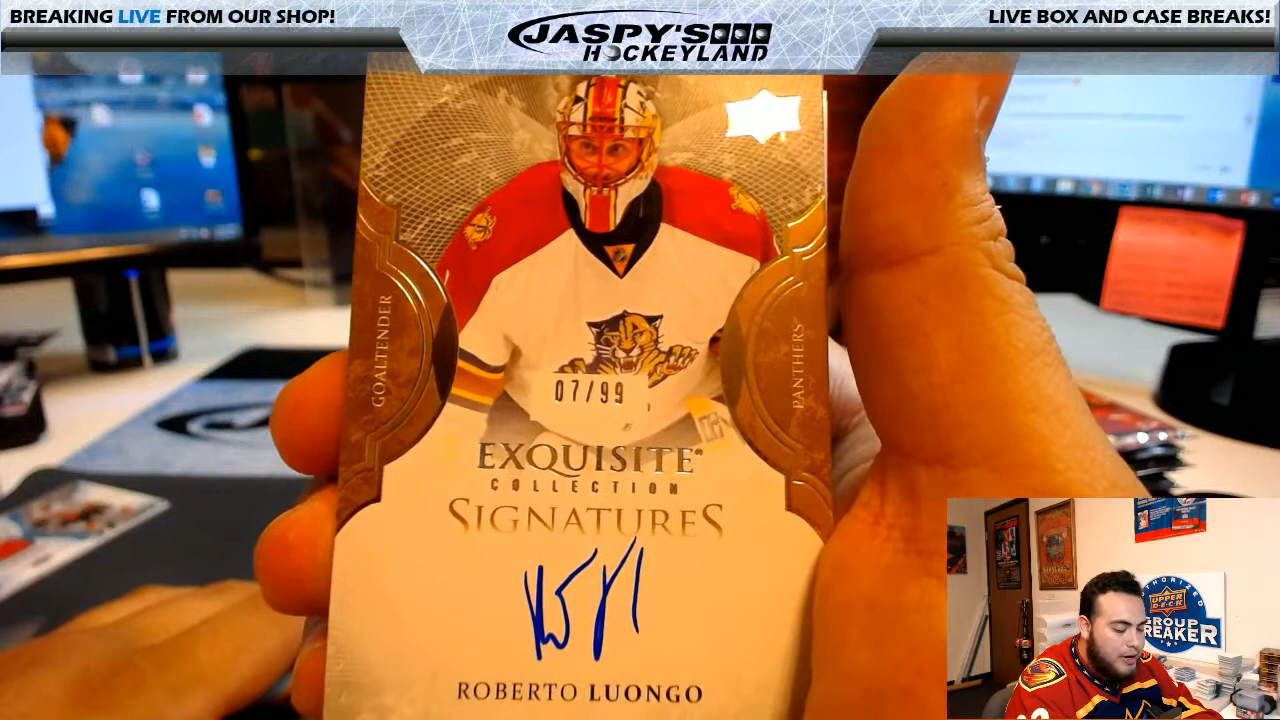 BREAKING LIVE FROM OUR SHOP!
JASPY'S
HOCKEYLAND
LIVE BOX AND CASE BREAKS!
GOALTENDER
PANTHERS
07/99
EXQUISITE
COLLECTION
SIGNATURES
ROBERTO LUONGO
AUTHORIZED
UPPER
DECK
GROUP
BREAKER